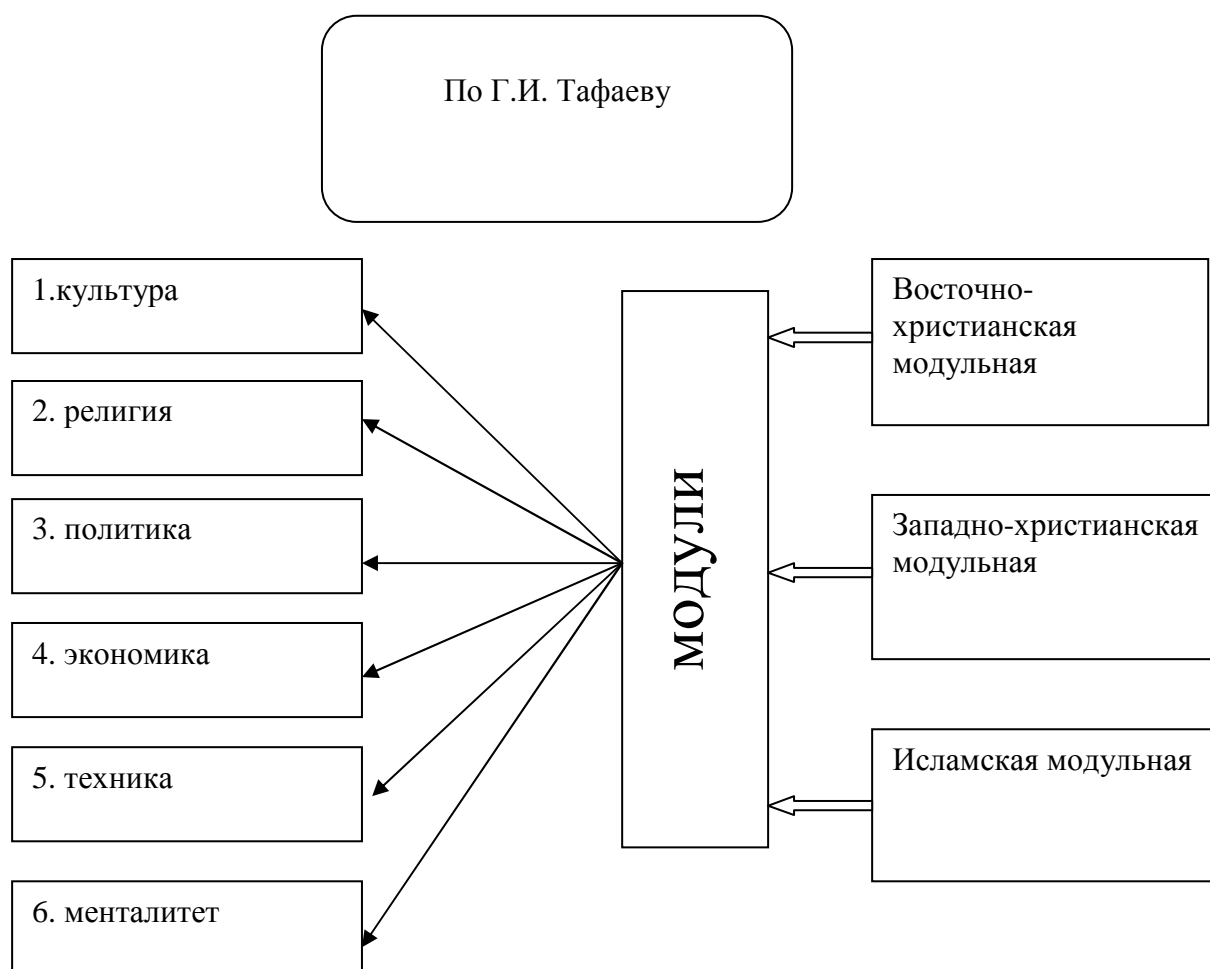 По Г.И. Тафаеву
1.культура
2. религия
3. политика
4. экономика
5. техника
6. менталитет
МОДУЛИ
Восточно-
христианская
модульная
Западно-христианская
модульная
Исламская модульная